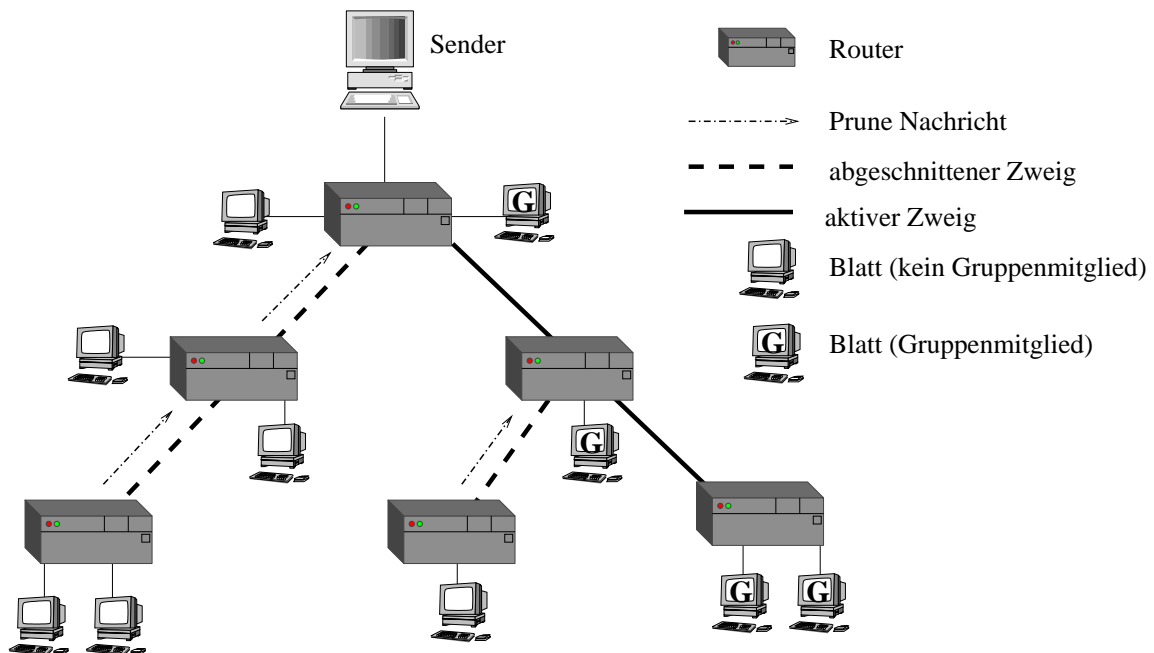 Sender
Router
Prune Nachricht
abgeschnittener Zweig
aktiver Zweig
G
Blatt (kein Gruppenmitglied)
G
Blatt (Gruppenmitglied)
G
G
G